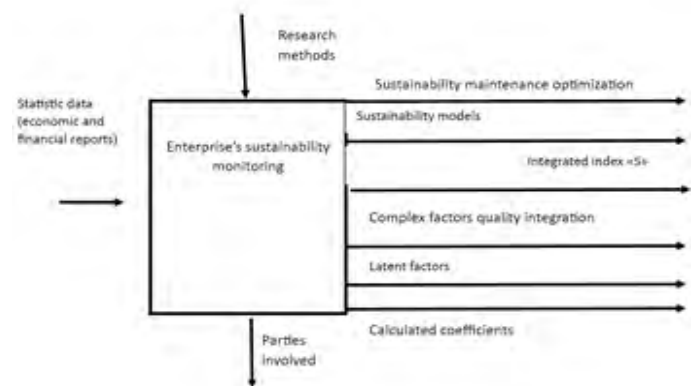 Research
methods
Sustainability maintenance optimization
Statistic data
(economic and
financial reports)
Sustainability models
Enterprise's sustainability
monitoring
Integrated index «S»
Complex factors quality integration
Latent factors
Calculated coefficients
Parties
involved